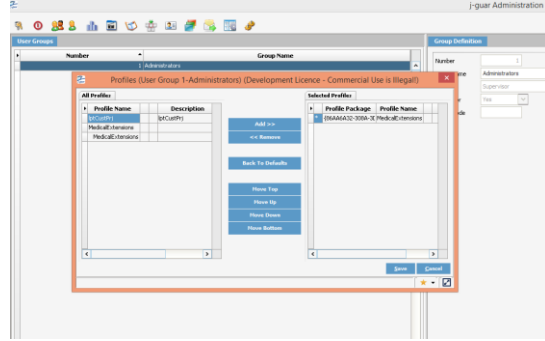 j-guar Administration
User Groups
Group Definition
Number Group Name
1 Administrators
Number 1
Administrators
Supervisor
Yes
Profiles (User Group 1-Administrators) (Development Licence - Commercial Use is Illegal!)
All Profiles
Selected Profiles
Profile Name Description
Profile Package Profile Name
IptCustPrj IptCustPrj
MedicalExtensions
MedicalExtensions
MedicalExtensions
Add >>
<< Remove
Back To Defaults
Move Top
Move Up
Move Down
Move Bottom
Save Cancel